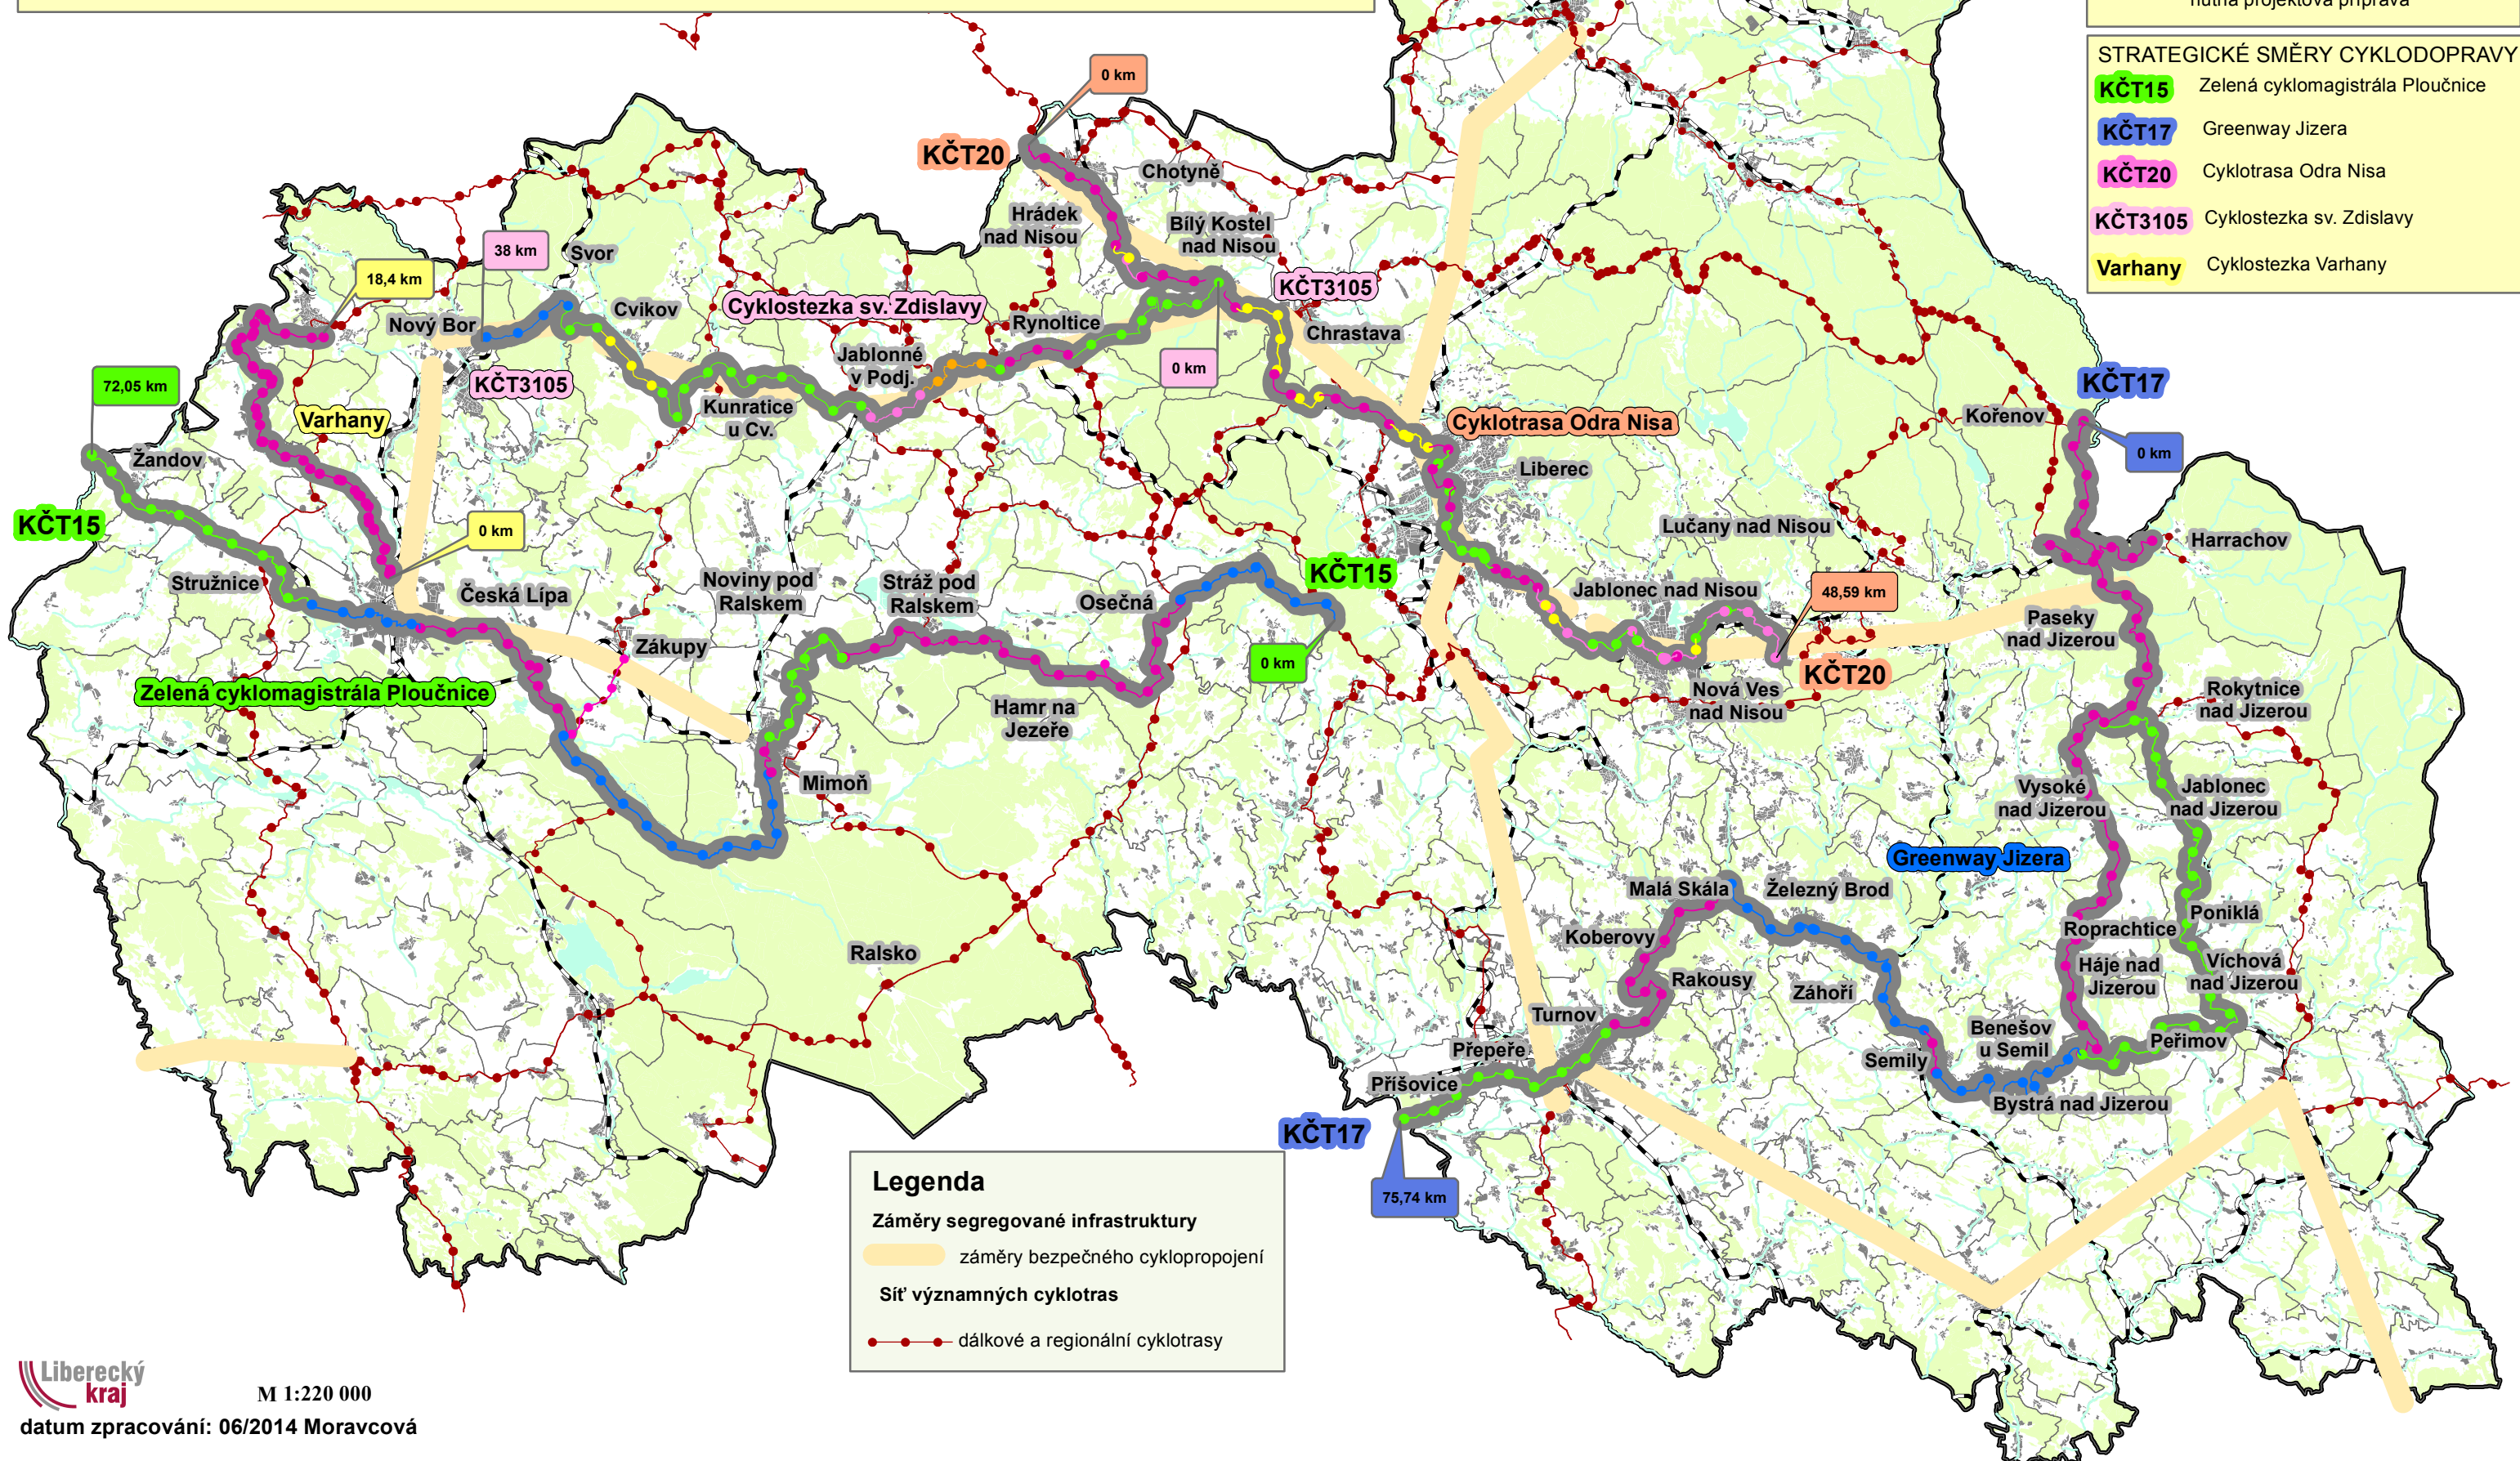 nutná projektová příprava
STRATEGICKÉ SMĚRY CYKLODOPRAVY
KČT15 Zelená cyklomagistrála Ploučnice
KČT17 Greenway Jizera
KČT20 Cyklotrasa Odra Nisa
KČT3105 Cyklostezka sv. Zdislavy
Varhany Cyklostezka Varhany
0 km
KČT20
Chotyně
Hrádek
nad Nisou
Bílý Kostel
nad Nisou
38 km
Svor
18,4 km
Nový Bor
Cvikov
Cyklostezka sv. Zdislavy
KČT3105
Rynoltice
Chrastava
Jablonné
v Podj.
0 km
KČT3105
72,05 km
Varhany
Kunratice
u Cv.
KČT17
Kořenov
0 km
Cyklotrasa Odra Nisa
Žandov
Liberec
KČT15
0 km
Lučany nad Nisou
Harrachov
Stružnice
Česká Lípa
Noviny pod
Ralskem
Stráž pod
Ralskem
Osečná
KČT15
Jablonec nad Nisou
48,59 km
Paseky
nad Jizerou
Zákupy
0 km
KČT20
Zelená cyklomagistrála Ploučnice
Hamr na
Jezeře
Nová Ves
nad Nisou
Rokytnice
nad Jizerou
Mimoň
Vysoké
nad Jizerou
Jablonec
nad Jizerou
Greenway Jizera
Malá Skála
Železný Brod
Poniklá
Ralsko
Koberovy
Roprachtice
Rakousy
Záhoří
Háje nad
Jizerou
Víchová
nad Jizerou
Turnov
Přepeře
Benešov
u Semil
Peřimov
Semily
Příšovice
Bystrá nad Jizerou
KČT17
75,74 km
Legenda
Záměry segregované infrastruktury
záměry bezpečného cyklopropojení
Síť významných cyklotras
dálkové a regionální cyklotrasy
Liberecký
kraj
M 1:220 000
datum zpracování: 06/2014 Moravcová